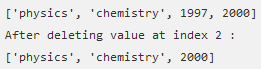 ['physics', 'chemistry', 1997, 2000]
After deleting value at index 2 :
['physics', 'chemistry', 2000]